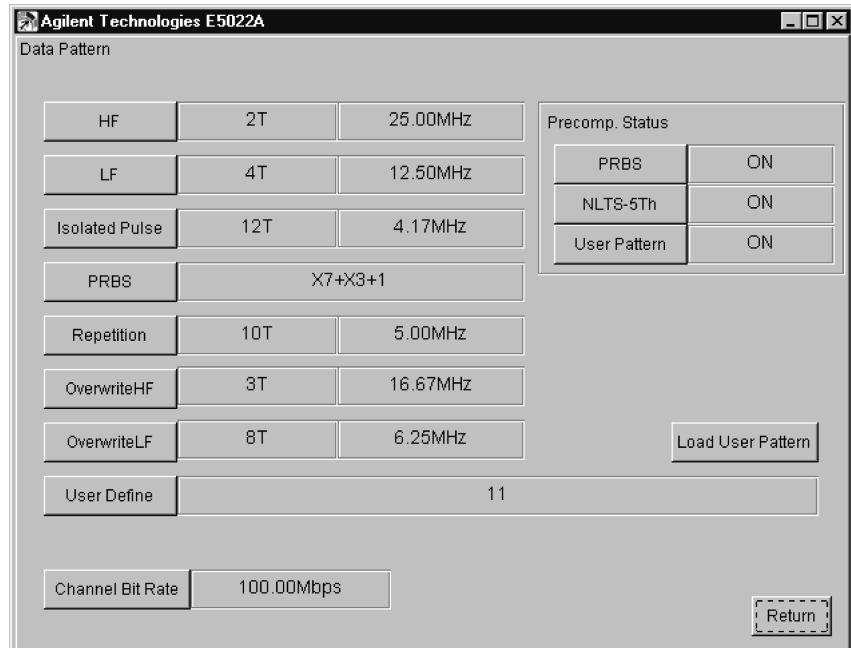 Agilent Technologies E5022A
Data Pattern
HF 2T 25.00MHz
LF 4T 12.50MHz
Isolated Pulse 12T 4.17MHz
PRBS X7+X3+1
Repetition 10T 5.00MHz
OverwriteHF 3T 16.67MHz
OverwriteLF 8T 6.25MHz
User Define 11
Channel Bit Rate 100.00Mbps
Precomp. Status
PRBS ON
NLTS-5Th ON
User Pattern ON
Load User Pattern
Return